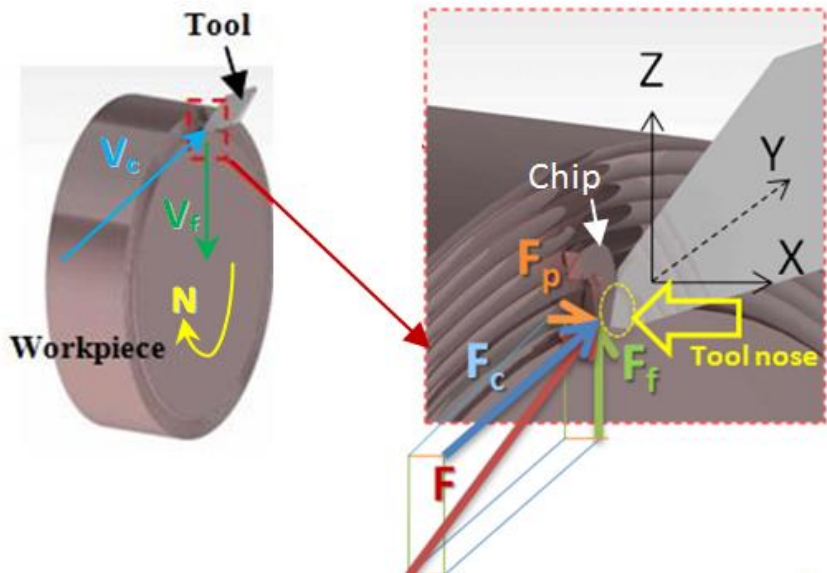 Tool
Vc
Vf
N
Workpiece
Z
Y
X
Chip
Fp
Fc
Ff
Tool nose
F